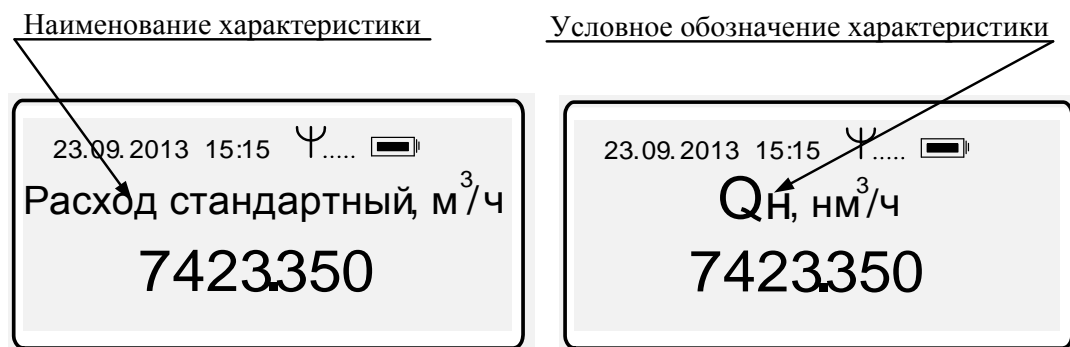 Наименование характеристики
Условное обозначение характеристики
23.09.2013 15:15
Расход стандартный, м³/ч
7423.350
23.09.2013 15:15
Qн, нм³/ч
7423.350